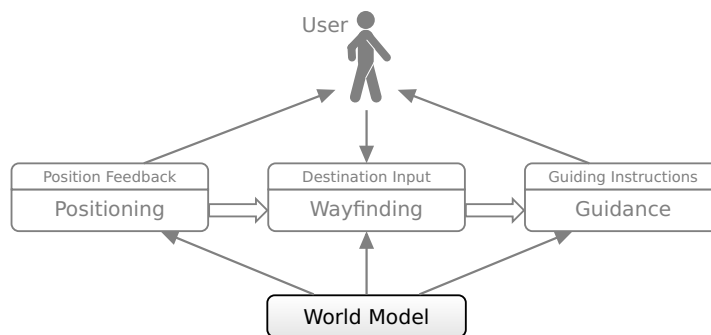 User
Position Feedback
Positioning
Destination Input
Wayfinding
Guiding Instructions
Guidance
World Model